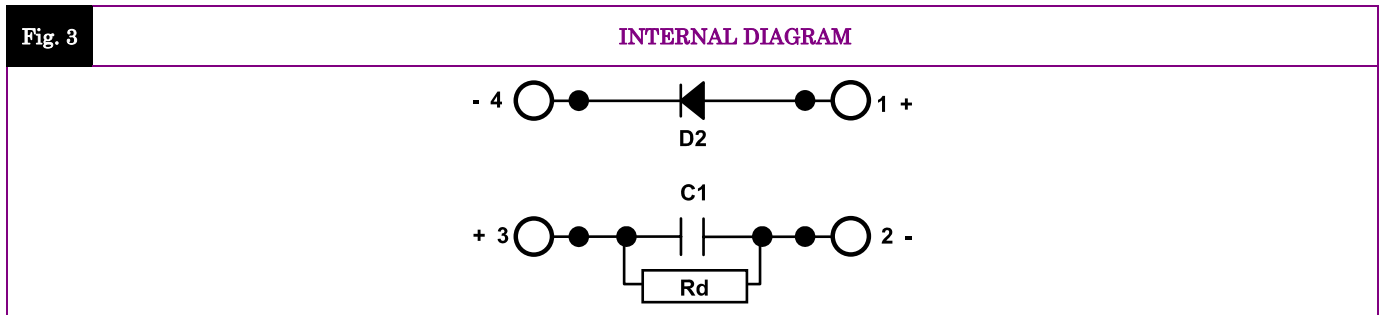 Fig. 3
INTERNAL DIAGRAM
- 4
1 +
D2
C1
+ 3
2 -
Rd